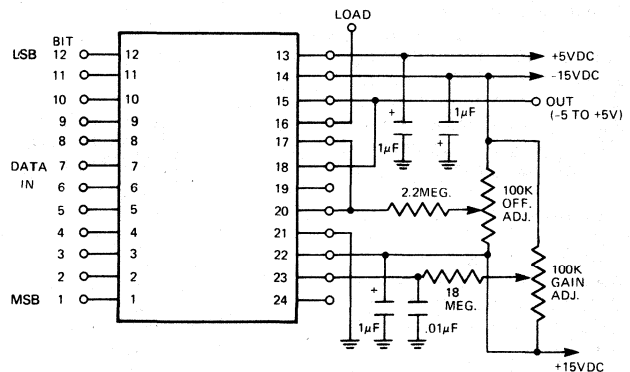 LOAD
BIT
LSB 12 12 13 +5VDC
11 11 14 -15VDC
10 10 15 OUT
(-5 TO +5V)
9 9 16
1µF
+
+
1µF
8 8 17
DATA
IN
7 7 18
6 6 19
5 5 20
2.2MEG.
100K
OFF.
ADJ.
4 4 21
3 3 22
2 2 23
18
MEG.
100K
GAIN
ADJ.
MSB 1 1 24
+
1µF
.01µF
+15VDC